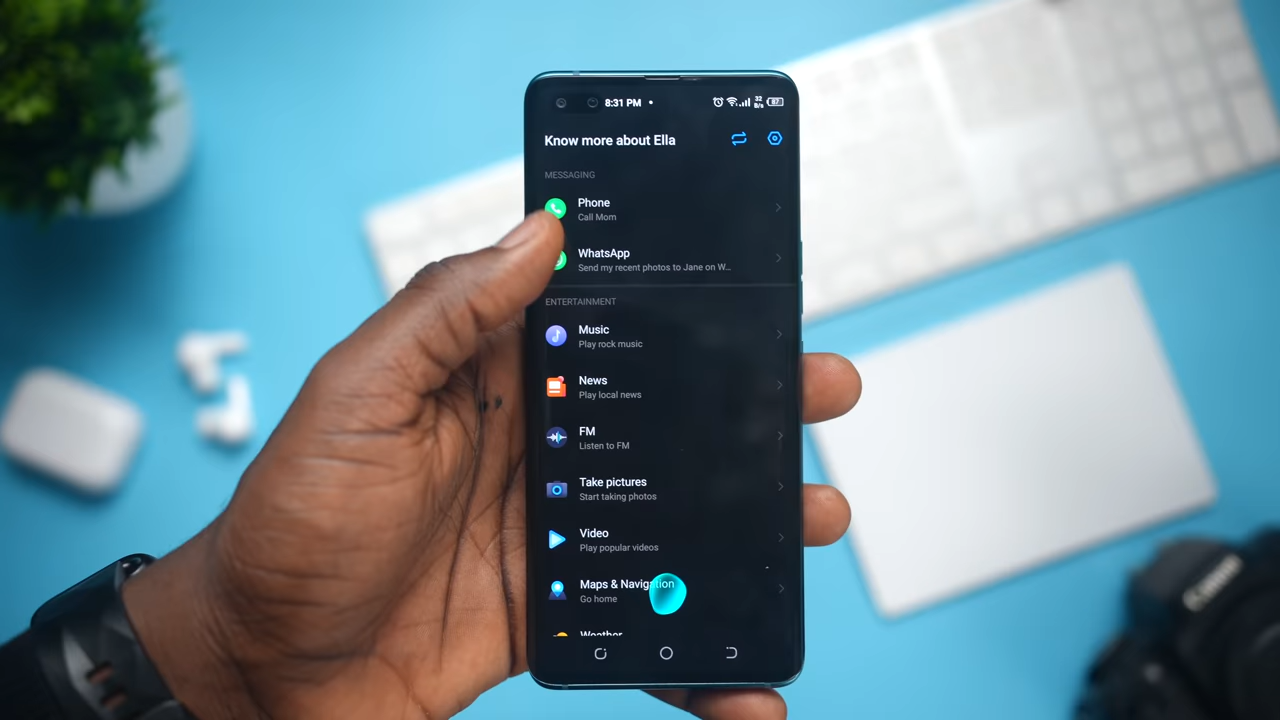 8:31 PM
32
B/s
87
Know more about Ella
MESSAGING
Phone
Call Mom
WhatsApp
Send my recent photos to Jane on W...
ENTERTAINMENT
Music
Play rock music
News
Play local news
FM
Listen to FM
Take pictures
Start taking photos
Video
Play popular videos
Maps & Navigation
Go home
Weather
Canon